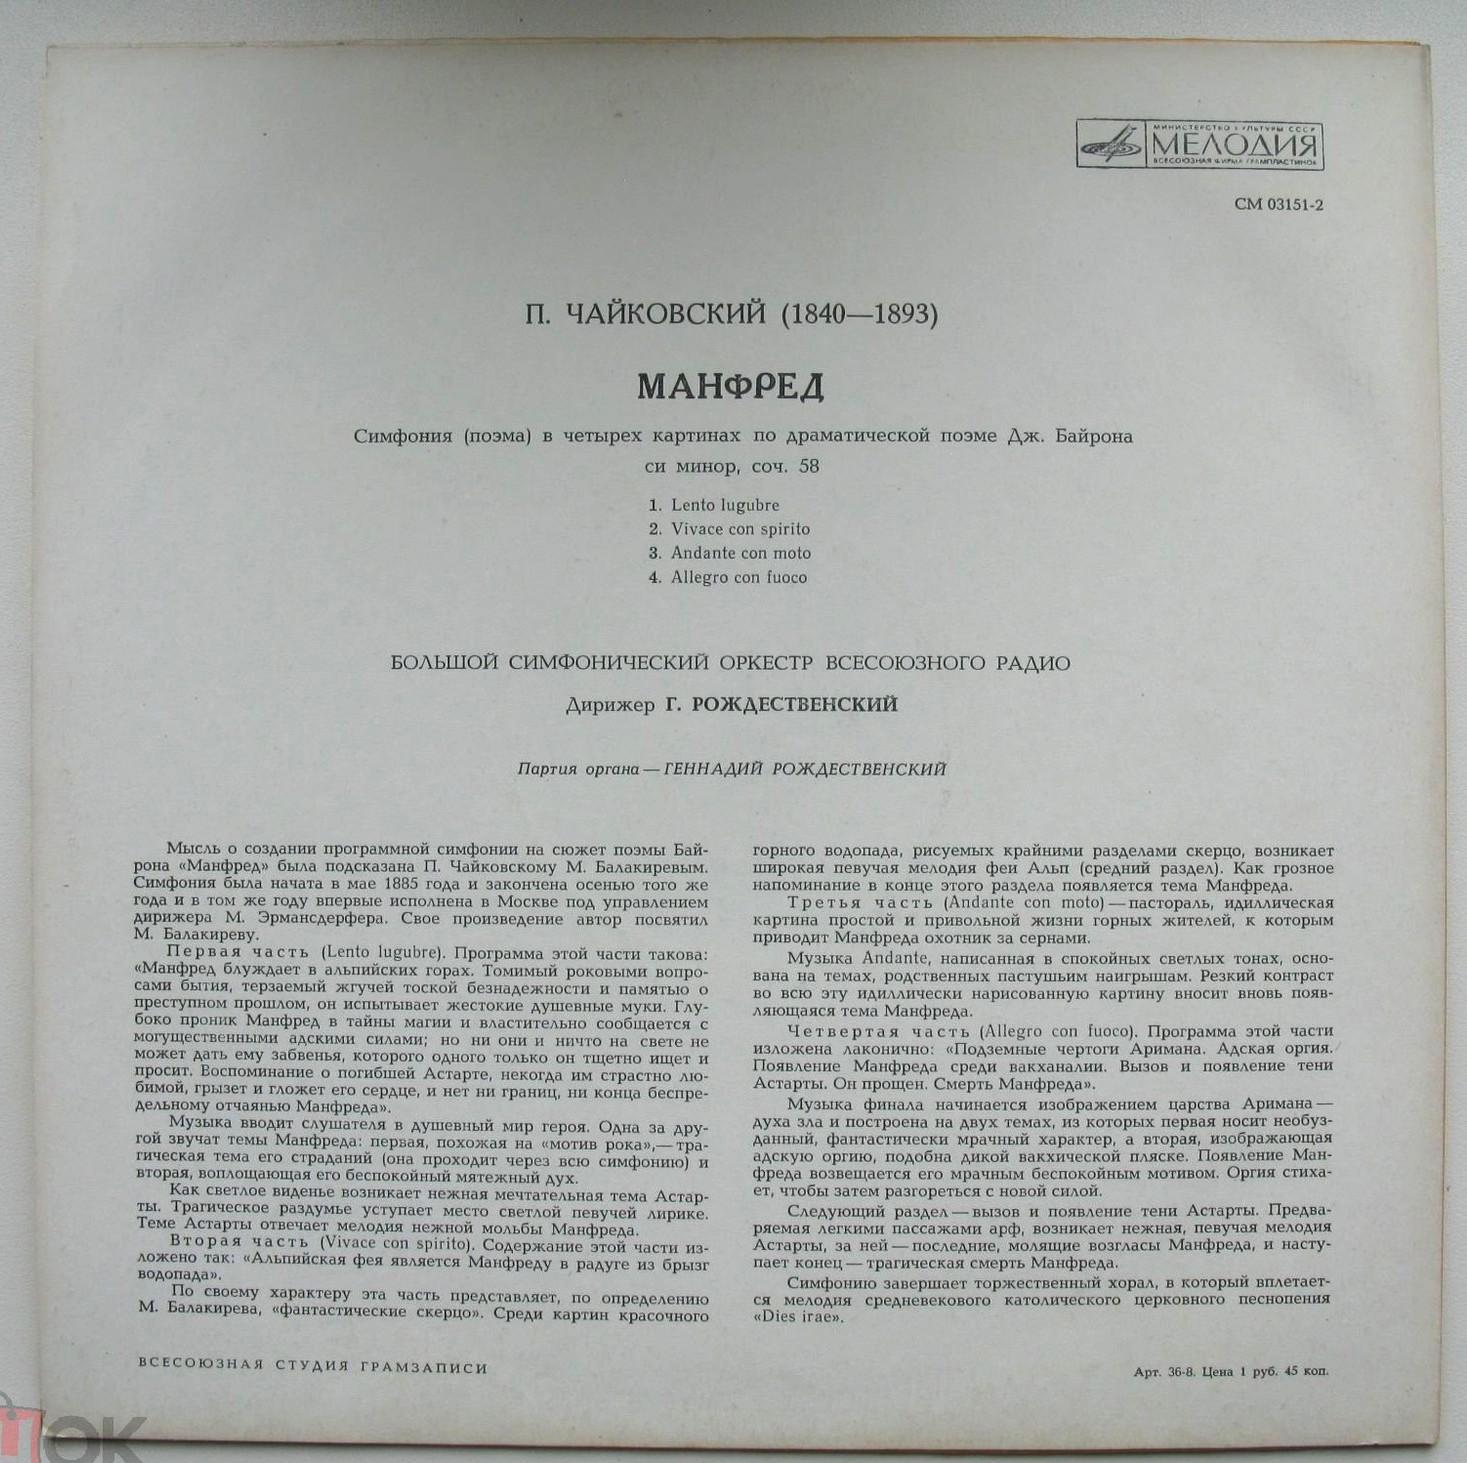 МИНИСТЕРСТВО КУЛЬТУРЫ СССР
МЕЛОДИЯ
ВСЕСОЮЗНАЯ ФИРМА ГРАМПЛАСТИНОК
СМ 03151-2
П. ЧАЙКОВСКИЙ (1840—1893)
МАНФРЕД
Симфония (поэма) в четырех картинах по драматической поэме Дж. Байрона
си минор, соч. 58
1. Lento lugubre
2. Vivace con spirito
3. Andante con moto
4. Allegro con fuoco
БОЛЬШОЙ СИМФОНИЧЕСКИЙ ОРКЕСТР ВСЕСОЮЗНОГО РАДИО
Дирижер Г. РОЖДЕСТВЕНСКИЙ
Партия органа — ГЕННАДИЙ РОЖДЕСТВЕНСКИЙ
Мысль о создании программной симфонии на сюжет поэмы Бай-
рона «Манфред» была подсказана П. Чайковскому М. Балакиревым.
Симфония была начата в мае 1885 года и закончена осенью того же
года и в том же году впервые исполнена в Москве под управлением
дирижера М. Эрмансдерфера. Свое произведение автор посвятил
М. Балакиреву.
Первая часть (Lento lugubre). Программа этой части такова:
«Манфред блуждает в альпийских горах. Томимый роковыми вопро-
сами бытия, терзаемый жгучей тоской безнадежности и памятью о
преступном прошлом, он испытывает жестокие душевные муки. Глу-
боко проник Манфред в тайны магии и властительно сообщается с
могущественными адскими силами; но ни они и ничто на свете не
может дать ему забвенья, которого одного только он тщетно ищет и
просит. Воспоминание о погибшей Астарте, некогда им страстно лю-
бимой, грызет и гложет его сердце, и нет ни границ, ни конца беспре-
дельному отчаянью Манфреда».
Музыка вводит слушателя в душевный мир героя. Одна за дру-
гой звучат темы Манфреда: первая, похожая на «мотив рока»,— тра-
гическая тема его страданий (она проходит через всю симфонию) и
вторая, воплощающая его беспокойный мятежный дух.
Как светлое виденье возникает нежная мечтательная тема Астар-
ты. Трагическое раздумье уступает место светлой певучей лирике.
Теме Астарты отвечает мелодия нежной мольбы Манфреда.
Вторая часть (Vivace con spirito). Содержание этой части из-
ложено так: «Альпийская фея является Манфреду в радуге из брызг
водопада».
По своему характеру эта часть представляет, по определению
М. Балакирева, «фантастические скерцо». Среди картин красочного
горного водопада, рисуемых крайними разделами скерцо, возникает
широкая певучая мелодия феи Альп (средний раздел). Как грозное
напоминание в конце этого раздела появляется тема Манфреда.
Третья часть (Andante con moto) — пастораль, идиллическая
картина простой и привольной жизни горных жителей, к которым
приводит Манфреда охотник за сернами.
Музыка Andante, написанная в спокойных светлых тонах, осно-
вана на темах, родственных пастушьим наигрышам. Резкий контраст
во всю эту идиллически нарисованную картину вносит вновь появ-
ляющаяся тема Манфреда.
Четвертая часть (Allegro con fuoco). Программа этой части
изложена лаконично: «Подземные чертоги Аримана. Адская оргия.
Появление Манфреда среди вакханалии. Вызов и появление тени
Астарты. Он прощен. Смерть Манфреда».
Музыка финала начинается изображением царства Аримана —
духа зла и построена на двух темах, из которых первая носит необуз-
данный, фантастически мрачный характер, а вторая, изображающая
адскую оргию, подобна дикой вакхической пляске. Появление Ман-
фреда возвещается его мрачным беспокойным мотивом. Оргия стиха-
ет, чтобы затем разгореться с новой силой.
Следующий раздел — вызов и появление тени Астарты. Предва-
ряемая легкими пассажами арф, возникает нежная, певучая мелодия
Астарты, за ней — последние, молящие возгласы Манфреда, и насту-
пает конец — трагическая смерть Манфреда.
Симфонию завершает торжественный хорал, в который вплетает-
ся мелодия средневекового католического церковного песнопения
«Dies irae».
ВСЕСОЮЗНАЯ СТУДИЯ ГРАМЗАПИСИ
Арт. 36-8. Цена 1 руб. 45 коп.
ОК